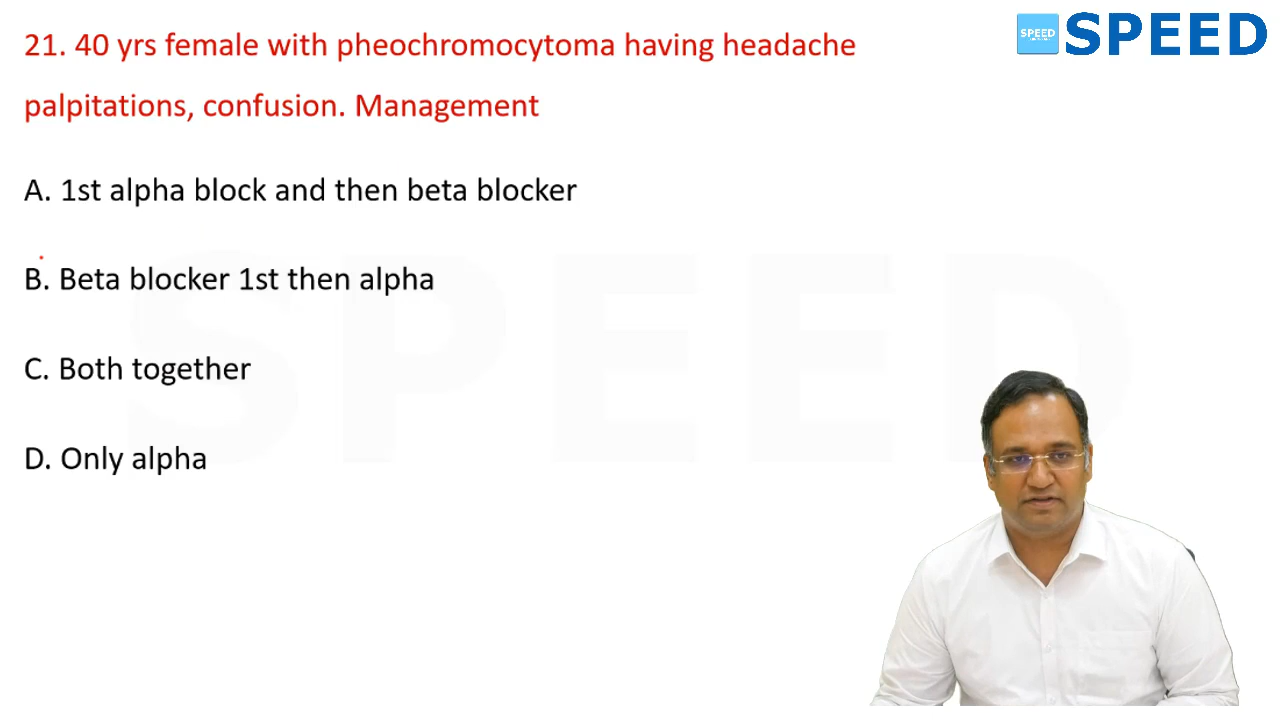 21. 40 yrs female with pheochromocytoma having headache
palpitations, confusion. Management
A. 1st alpha block and then beta blocker
B. Beta blocker 1st then alpha
C. Both together
D. Only alpha
SPEED
SPEED
SPEED